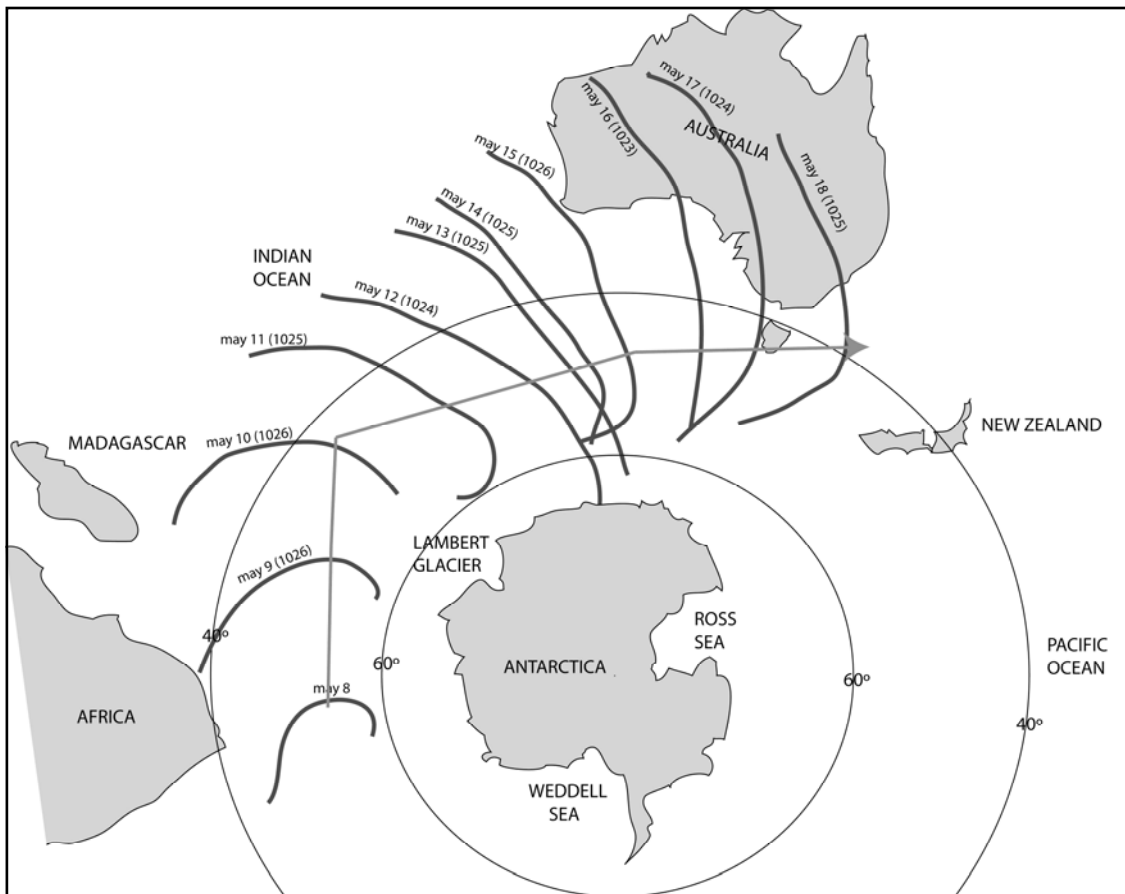 may 17 (1024)
may 16 (1023)
AUSTRALIA
may 15 (1026)
may 18 (1025)
may 14 (1025)
may 13 (1025)
INDIAN
OCEAN
may 12 (1024)
may 11 (1025)
MADAGASCAR
may 10 (1026)
NEW ZEALAND
LAMBERT
GLACIER
may 9 (1026)
ROSS
SEA
40º
60º
ANTARCTICA
PACIFIC
OCEAN
60º
may 8
AFRICA
40º
WEDDELL
SEA